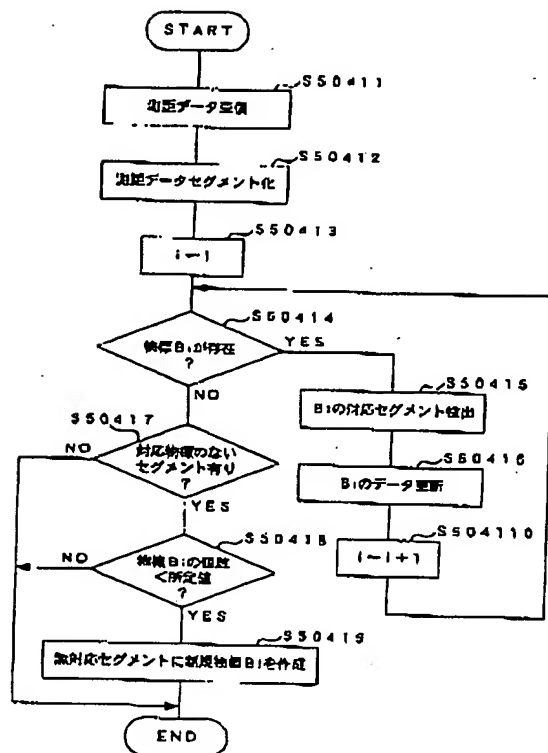 START
S50411
測距データ受信
S50412
測距データセグメント化
S50413
i←1
S50414
物標Biが存在
?
YES
NO
S50415
Biの対応セグメント検出
S50416
Biのデータ更新
S504110
i←i+1
S50417
対応物標のない
セグメント有り
?
NO
YES
S50418
物標Biの個数
<所定値
?
NO
YES
S50419
無対応セグメントに新規物標Biを作成
END